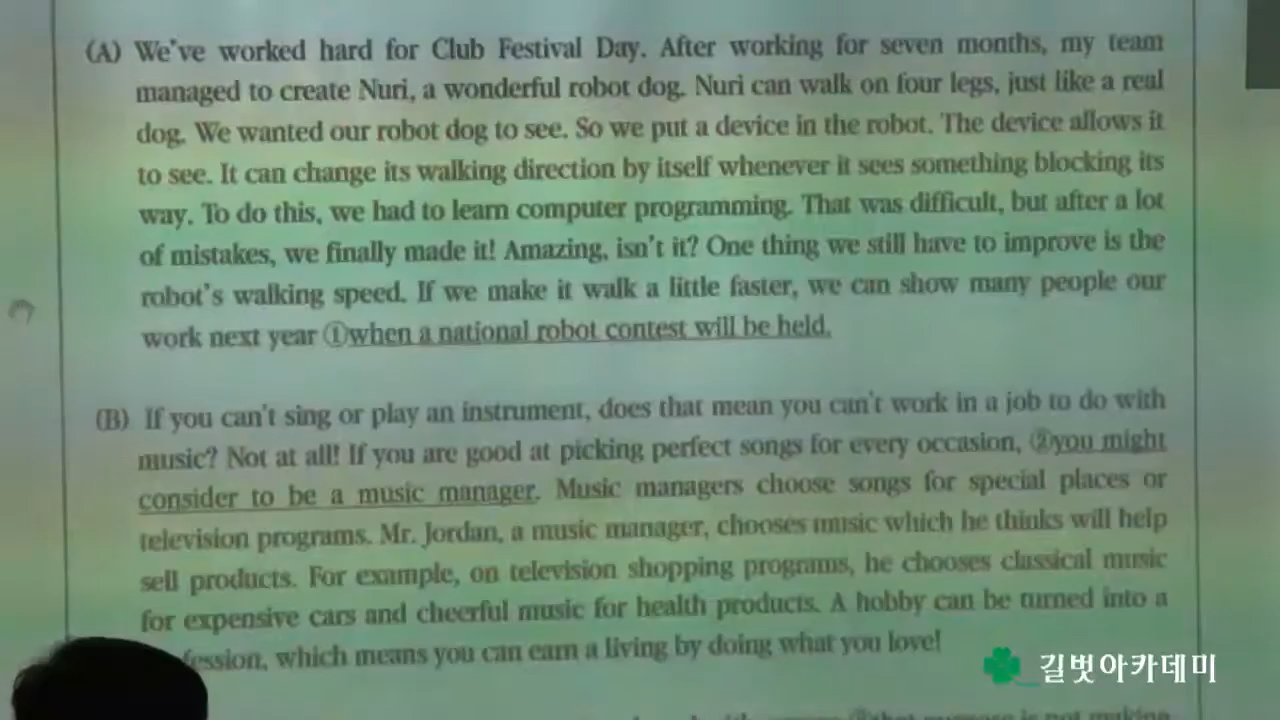 (A) We've worked hard for Club Festival Day. After working for seven months, my team
managed to create Nuri, a wonderful robot dog. Nuri can walk on four legs, just like a real
dog. We wanted our robot dog to see. So we put a device in the robot. The device allows it
to see. It can change its walking direction by itself whenever it sees something blocking its
way. To do this, we had to learn computer programming. That was difficult, but after a lot
of mistakes, we finally made it! Amazing, isn't it? One thing we still have to improve is the
robot's walking speed. If we make it walk a little faster, we can show many people our
work next year ①when a national robot contest will be held.
(B) If you can't sing or play an instrument, does that mean you can't work in a job to do with
music? Not at all! If you are good at picking perfect songs for every occasion, ②you might
consider to be a music manager. Music managers choose songs for special places or
television programs. Mr. Jordan, a music manager, chooses music which he thinks will help
sell products. For example, on television shopping programs, he chooses classical music
for expensive cars and cheerful music for health products. A hobby can be turned into a
fession, which means you can earn a living by doing what you love!
길벗아카데미
is not making